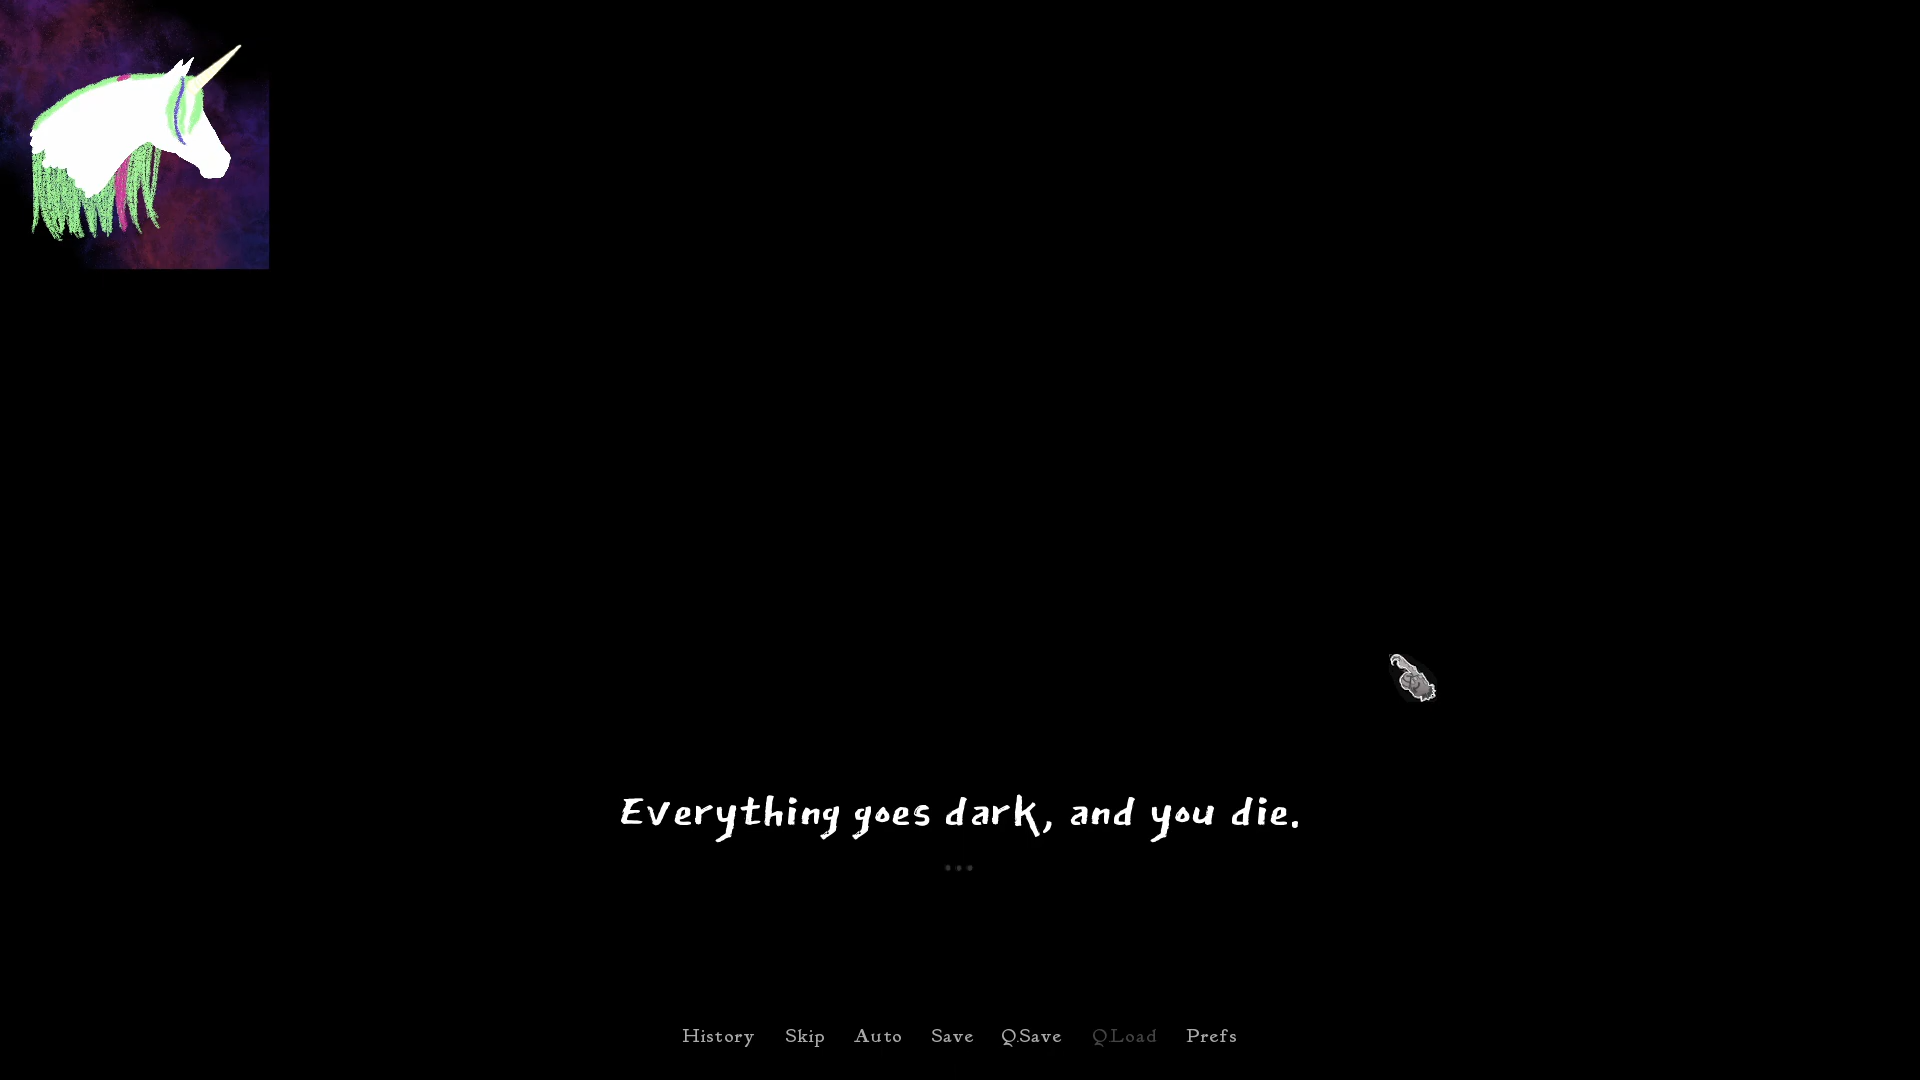 Everything goes dark, and you die.
...
History Skip Auto Save Q.Save Q.Load Prefs